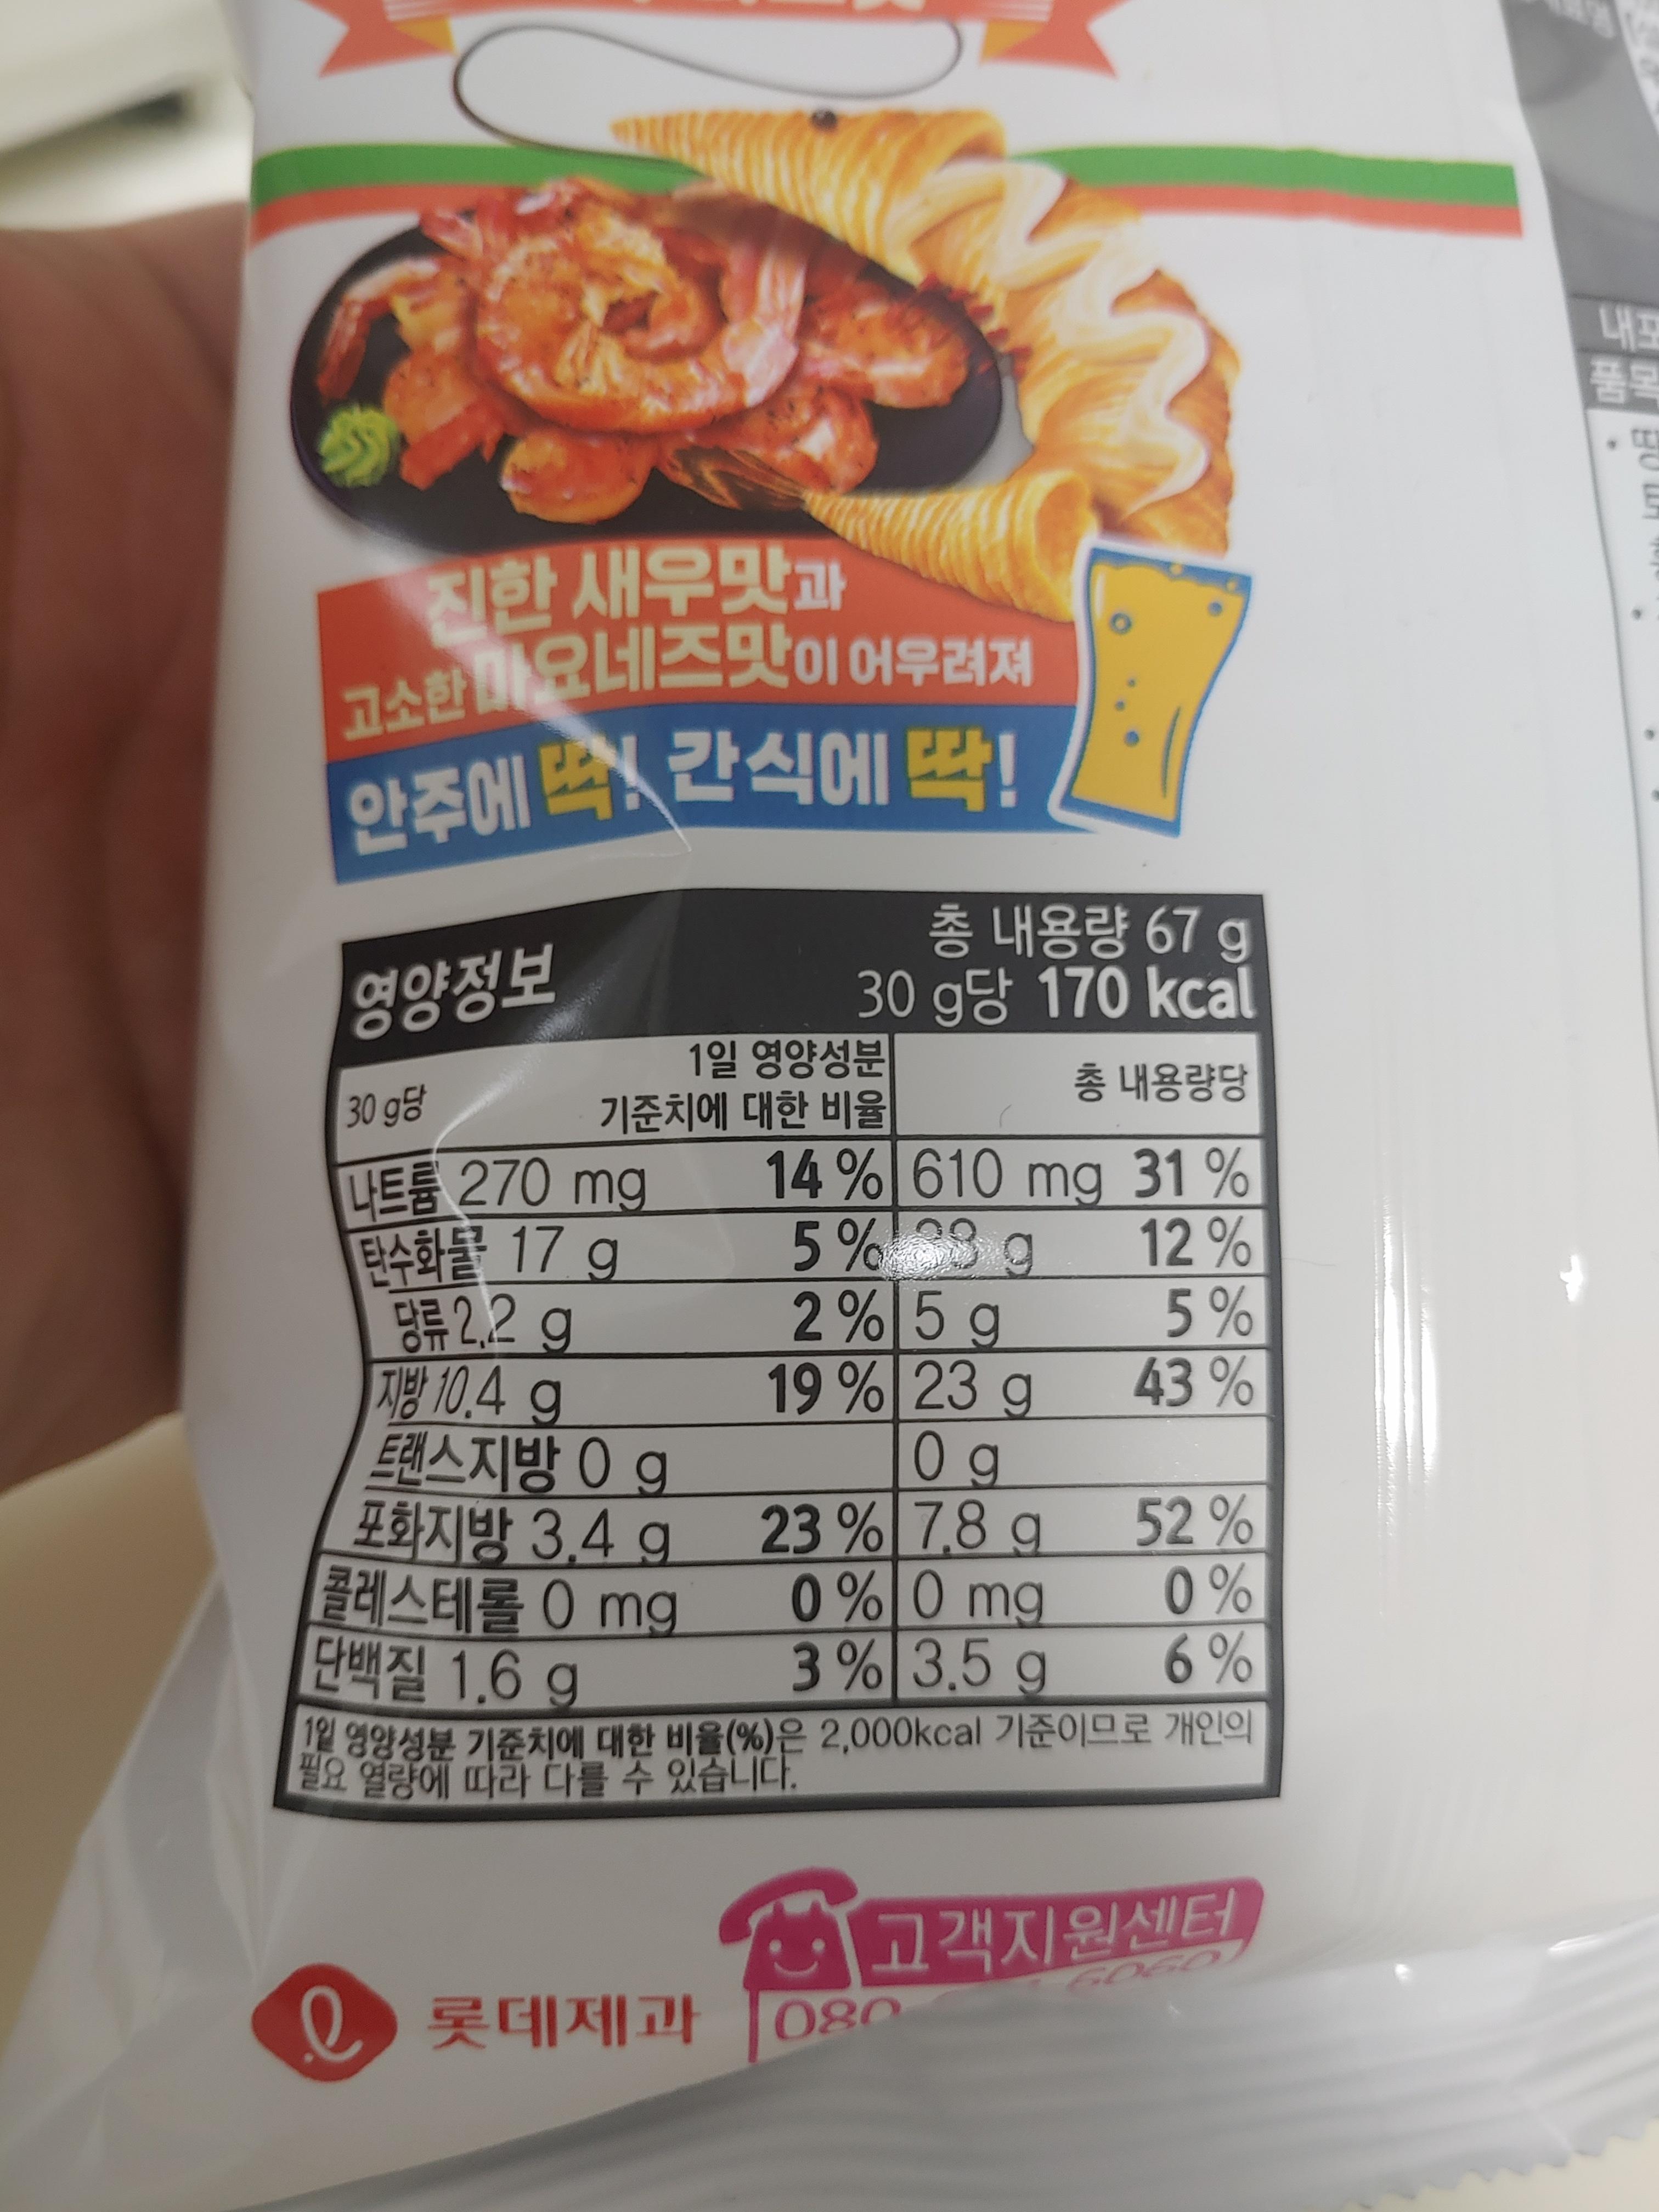 진한 새우맛과
고소한 마요네즈맛이 어우려져
안주에 딱! 간식에 딱!
영양정보
총 내용량 67 g
30 g당 170 kcal
30 g당
1일 영양성분
기준치에 대한 비율
총 내용량당
나트륨 270 mg 14 % 610 mg 31 %
탄수화물 17 g 5 % g 12 %
당류 2.2 g 2 % 5 g 5 %
지방 10.4 g 19 % 23 g 43 %
트랜스지방 0 g 0 g
포화지방 3.4 g 23 % 7.8 g 52 %
콜레스테롤 0 mg 0 % 0 mg 0 %
단백질 1.6 g 3 % 3.5 g 6 %
1일 영양성분 기준치에 대한 비율(%)은 2,000kcal 기준이므로 개인의
필요 열량에 따라 다를 수 있습니다.
고객지원센터
080
롯데제과